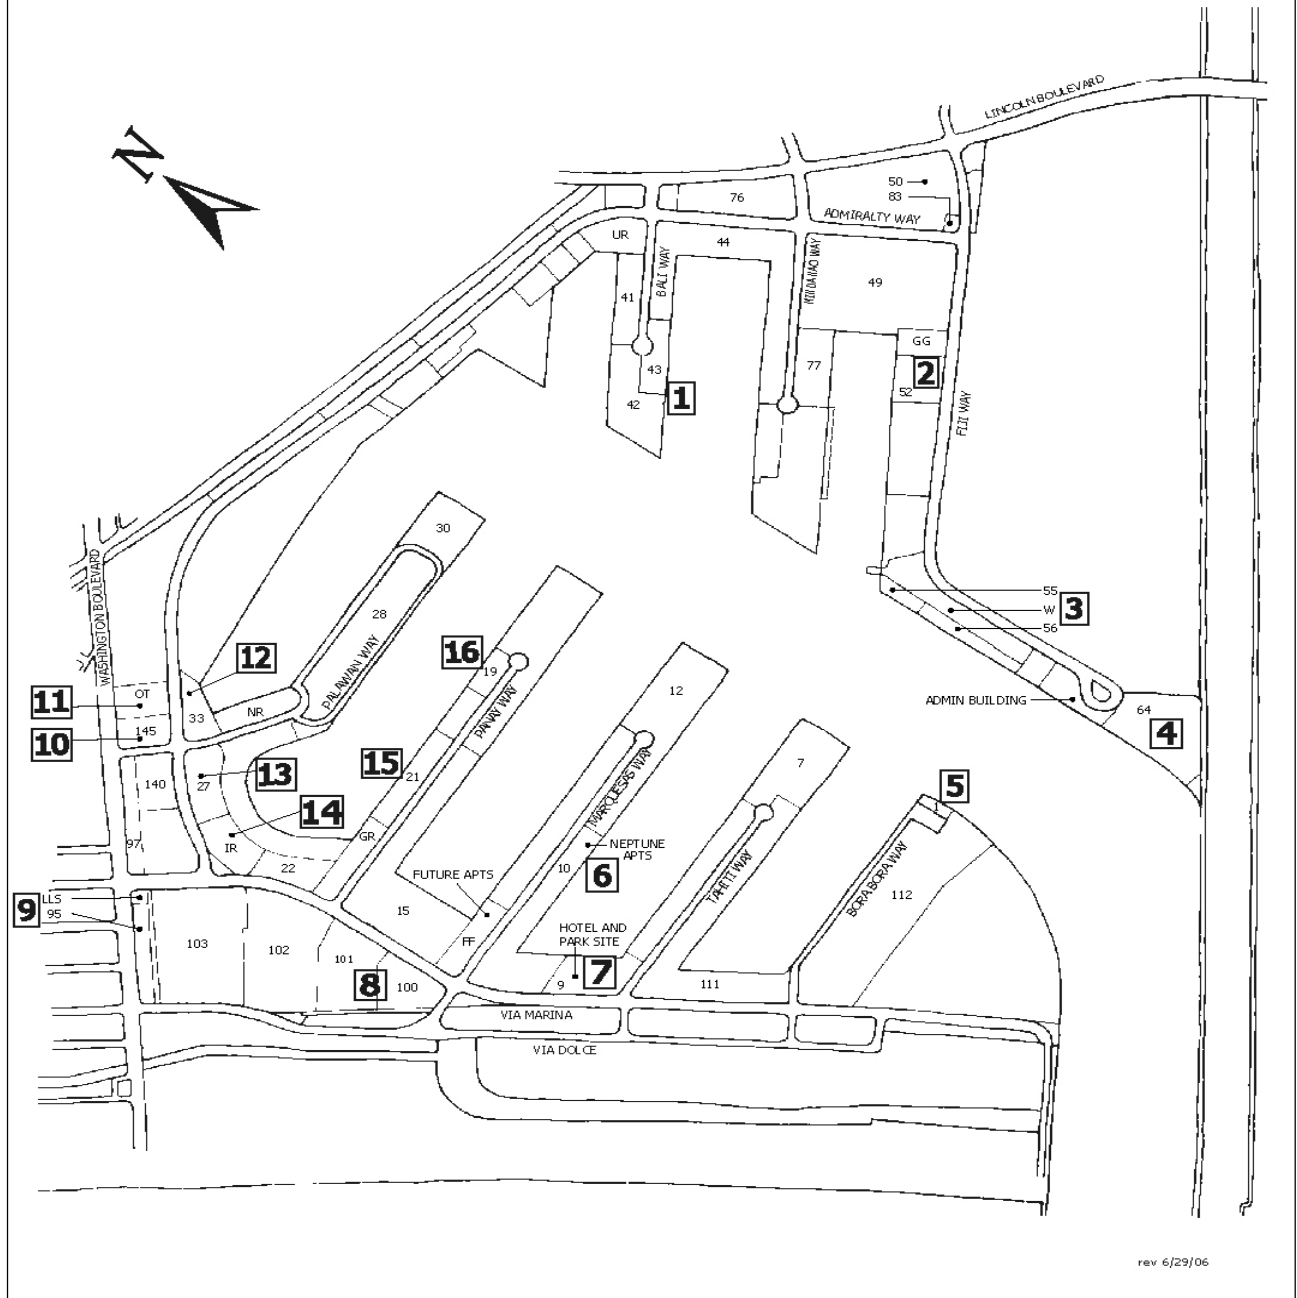 LINCOLN BOULEVARD
N
50
83
76
ADMIRALTY WAY
UR
44
BALI WAY
MINDANAO WAY
49
41
GG
43
77
2
52
1
42
FIJI WAY
30
WASHINGTON BOULEVARD
55
W
3
56
28
PALAWAN WAY
16
12
19
11
OT
33
NR
PANAY WAY
12
ADMIN BUILDING
64
4
10
145
15
21
MARQUESAS WAY
7
13
140
27
5
1
14
GR
97
IR
22
NEPTUNE
APTS
10
6
FUTURE APTS
TAHITI WAY
BORA BORA WAY
112
9
LLS
95
15
HOTEL AND
PARK SITE
FF
103
102
101
8
100
9
7
111
VIA MARINA
VIA DOLCE
rev 6/29/06